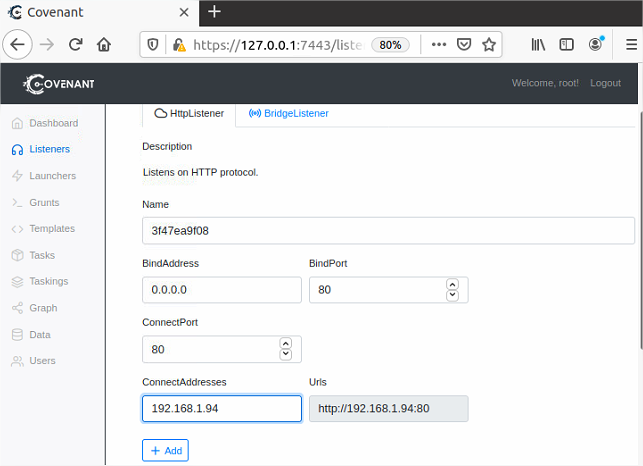 Covenant
https://127.0.0.1:7443/liste
80%
COVENANT
Welcome, root!
Logout
Dashboard
Listeners
Launchers
Grunts
Templates
Tasks
Taskings
Graph
Data
Users
HttpListener
BridgeListener
Description
Listens on HTTP protocol.
Name
3f47ea9f08
BindAddress
BindPort
0.0.0.0
80
ConnectPort
80
ConnectAddresses
Urls
192.168.1.94
http://192.168.1.94:80
+ Add